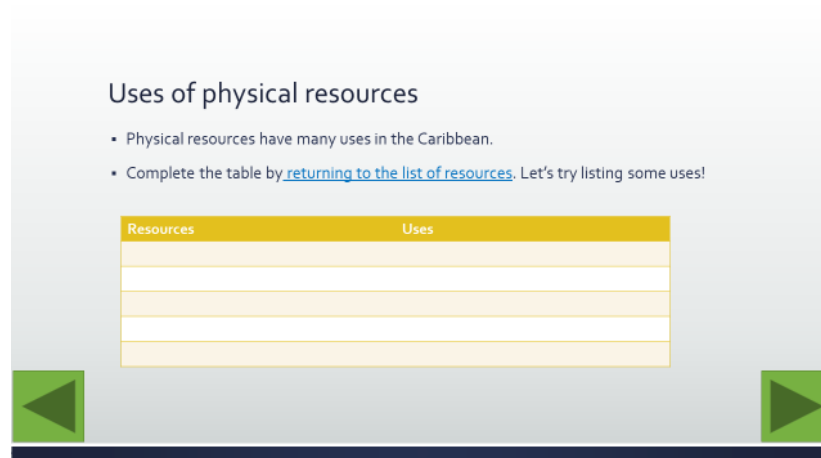 Uses of physical resources
▪ Physical resources have many uses in the Caribbean.
▪ Complete the table by returning to the list of resources. Let's try listing some uses!
Resources Uses